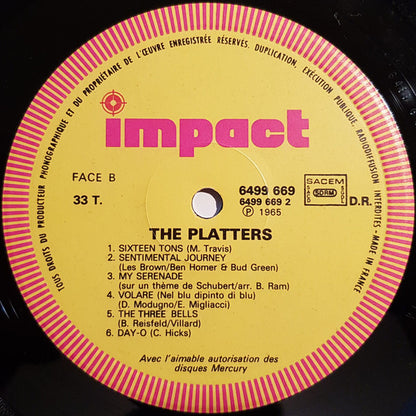 TOUS DROITS DU PRODUCTEUR PHONOGRAPHIQUE ET DU PROPRIÉTAIRE DE L'ŒUVRE ENREGISTRÉE RÉSERVÉS. DUPLICATION, EXÉCUTION PUBLIQUE, RADIODIFFUSION INTERDITES - MADE IN FRANCE
impact
FACE B
33 T.
6499 669
6499 669 2
Ⓟ 1965
SACEM
SDRM
D.R.
THE PLATTERS
1. SIXTEEN TONS (M. Travis)
2. SENTIMENTAL JOURNEY
(Les Brown/Ben Homer & Bud Green)
3. MY SERENADE
(sur un thème de Schubert/arr. B. Ram)
4. VOLARE (Nel blu dipinto di blu)
(D. Modugno/E. Migliacci)
5. THE THREE BELLS
(B. Reisfeld/Villard)
6. DAY-O (C. Hicks)
Avec l'aimable autorisation des
disques Mercury